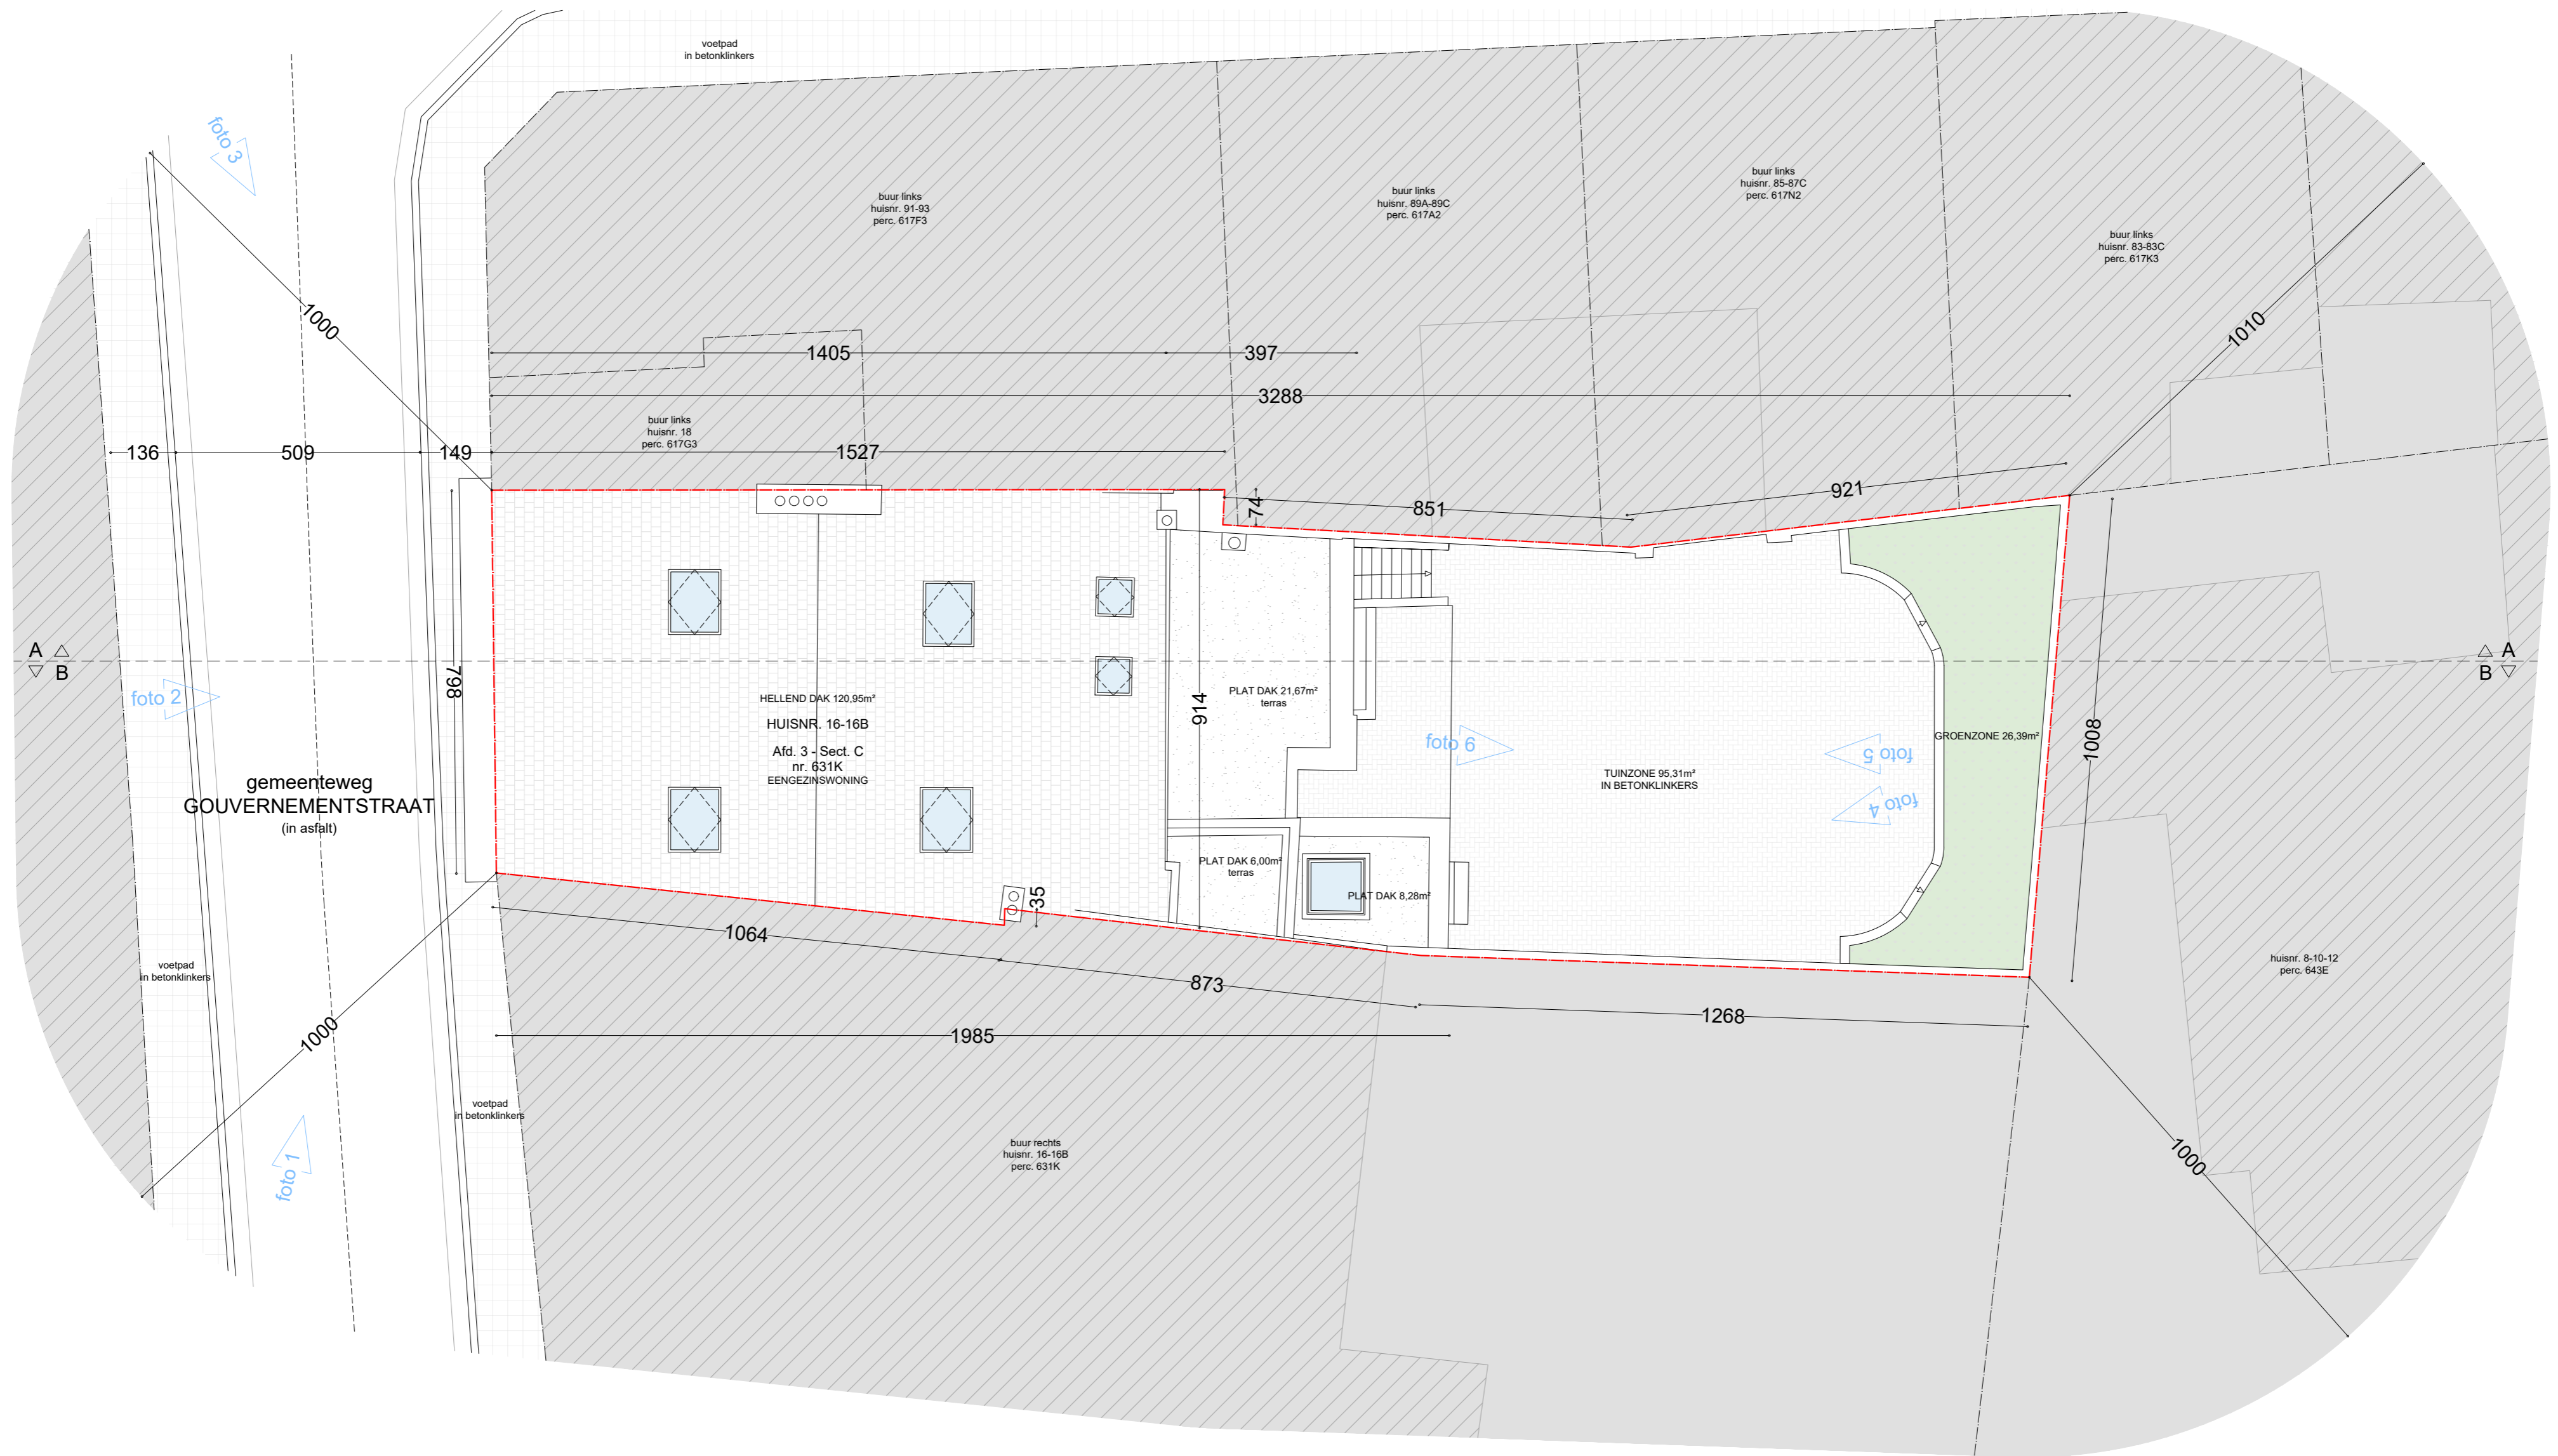 voetpad
in betonklinkers
foto 3
buur links
huisnr. 91-93
perc. 617F3
buur links
huisnr. 89A-89C
perc. 617A2
buur links
huisnr. 85-87C
perc. 617N2
buur links
huisnr. 83-83C
perc. 617K3
1000
1010
1405
397
3288
buur links
huisnr. 18
perc. 617G3
136
509
149
1527
74
851
921
A
B
A
B
foto 2
798
HELLEND DAK 120,95m²
HUISNR. 16-16B
Afd. 3 - Sect. C
nr. 631K
EENGEZINSWONING
914
PLAT DAK 21,67m²
terras
foto 6
TUINZONE 95,31m²
IN BETONKLINKERS
foto 5
foto 4
GROENZONE 26,39m²
1008
gemeenteweg
GOUVERNEMENTSTRAAT
(in asfalt)
PLAT DAK 6,00m²
terras
PLAT DAK 8,28m²
35
1064
873
1268
1985
voetpad
in betonklinkers
huisnr. 8-10-12
perc. 643E
1000
voetpad
in betonklinkers
buur rechts
huisnr. 16-16B
perc. 631K
foto 1
1000